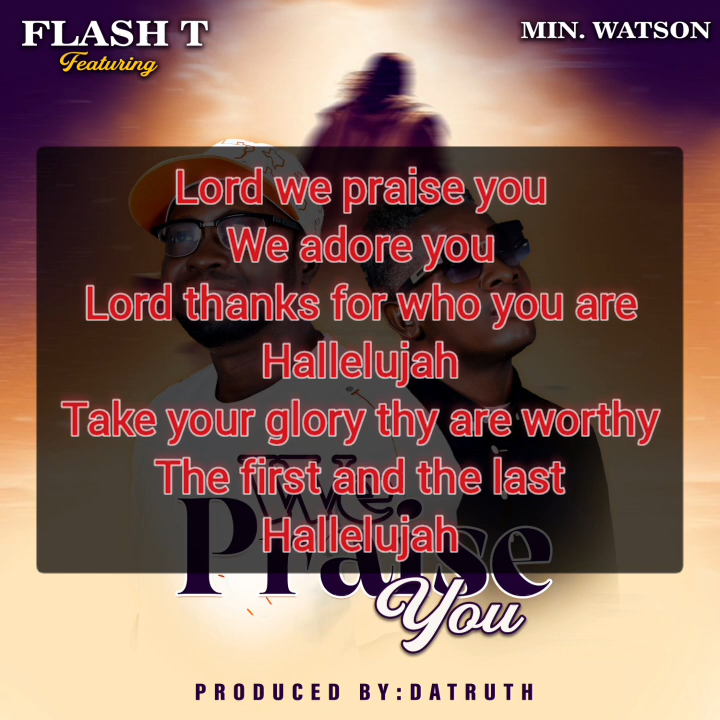 FLASH T
Featuring
MIN. WATSON
Lord we praise you
We adore you
Lord thanks for who you are
Hallelujah
Take your glory thy are worthy
The first and the last
Hallelujah
We
Praise
You
PRODUCED BY:DATRUTH